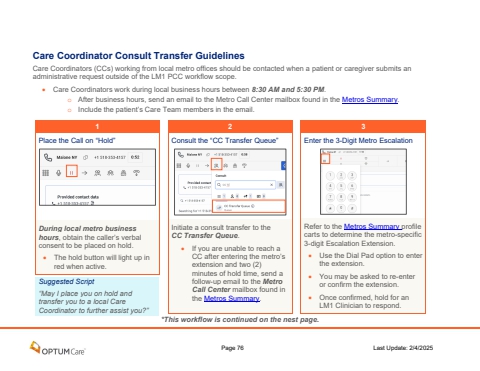 Care Coordinator Consult Transfer Guidelines
Care Coordinators (CCs) working from local metro offices should be contacted when a patient or caregiver submits an
administrative request outside of the LM1 PCC workflow scope.
• Care Coordinators work during local business hours between 8:30 AM and 5:30 PM.
o After business hours, send an email to the Metro Call Center mailbox found in the Metros Summary.
o Include the patient's Care Team members in the email.
1
Place the Call on "Hold"
Malone NY +1 518-353-4157 0:52
Provided contact data
During local metro business
hours, obtain the caller's verbal
consent to be placed on hold.
• The hold button will light up in
red when active.
Suggested Script
"May I place you on hold and
transfer you to a local Care
Coordinator to further assist you?"
2
Consult the "CC Transfer Queue"
Malone NY
Consult
Provided contact
CC Transfer Queue
Initiate a consult transfer to the
CC Transfer Queue.
• If you are unable to reach a
CC after entering the metro's
extension and two (2)
minutes of hold time, send a
follow-up email to the Metro
Call Center mailbox found in
the Metros Summary.
3
Enter the 3-Digit Metro Escalation
Refer to the Metros Summary profile
carts to determine the metro-specific
3-digit Escalation Extension.
• Use the Dial Pad option to enter
the extension.
• You may be asked to re-enter
or confirm the extension.
• Once confirmed, hold for an
LM1 Clinician to respond.
*This workflow is continued on the nest page.
OPTUM Care
Page 76
Last Update: 2/4/2025